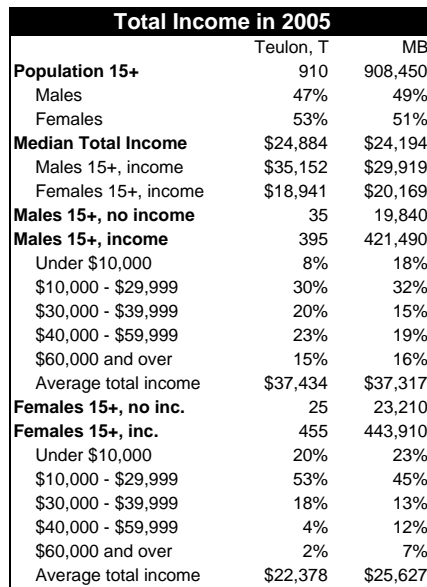 Total Income in 2005
Teulon, T MB
Population 15+ 910 908,450
Males 47% 49%
Females 53% 51%
Median Total Income $24,884 $24,194
Males 15+, income $35,152 $29,919
Females 15+, income $18,941 $20,169
Males 15+, no income 35 19,840
Males 15+, income 395 421,490
Under $10,000 8% 18%
$10,000 - $29,999 30% 32%
$30,000 - $39,999 20% 15%
$40,000 - $59,999 23% 19%
$60,000 and over 15% 16%
Average total income $37,434 $37,317
Females 15+, no inc. 25 23,210
Females 15+, inc. 455 443,910
Under $10,000 20% 23%
$10,000 - $29,999 53% 45%
$30,000 - $39,999 18% 13%
$40,000 - $59,999 4% 12%
$60,000 and over 2% 7%
Average total income $22,378 $25,627